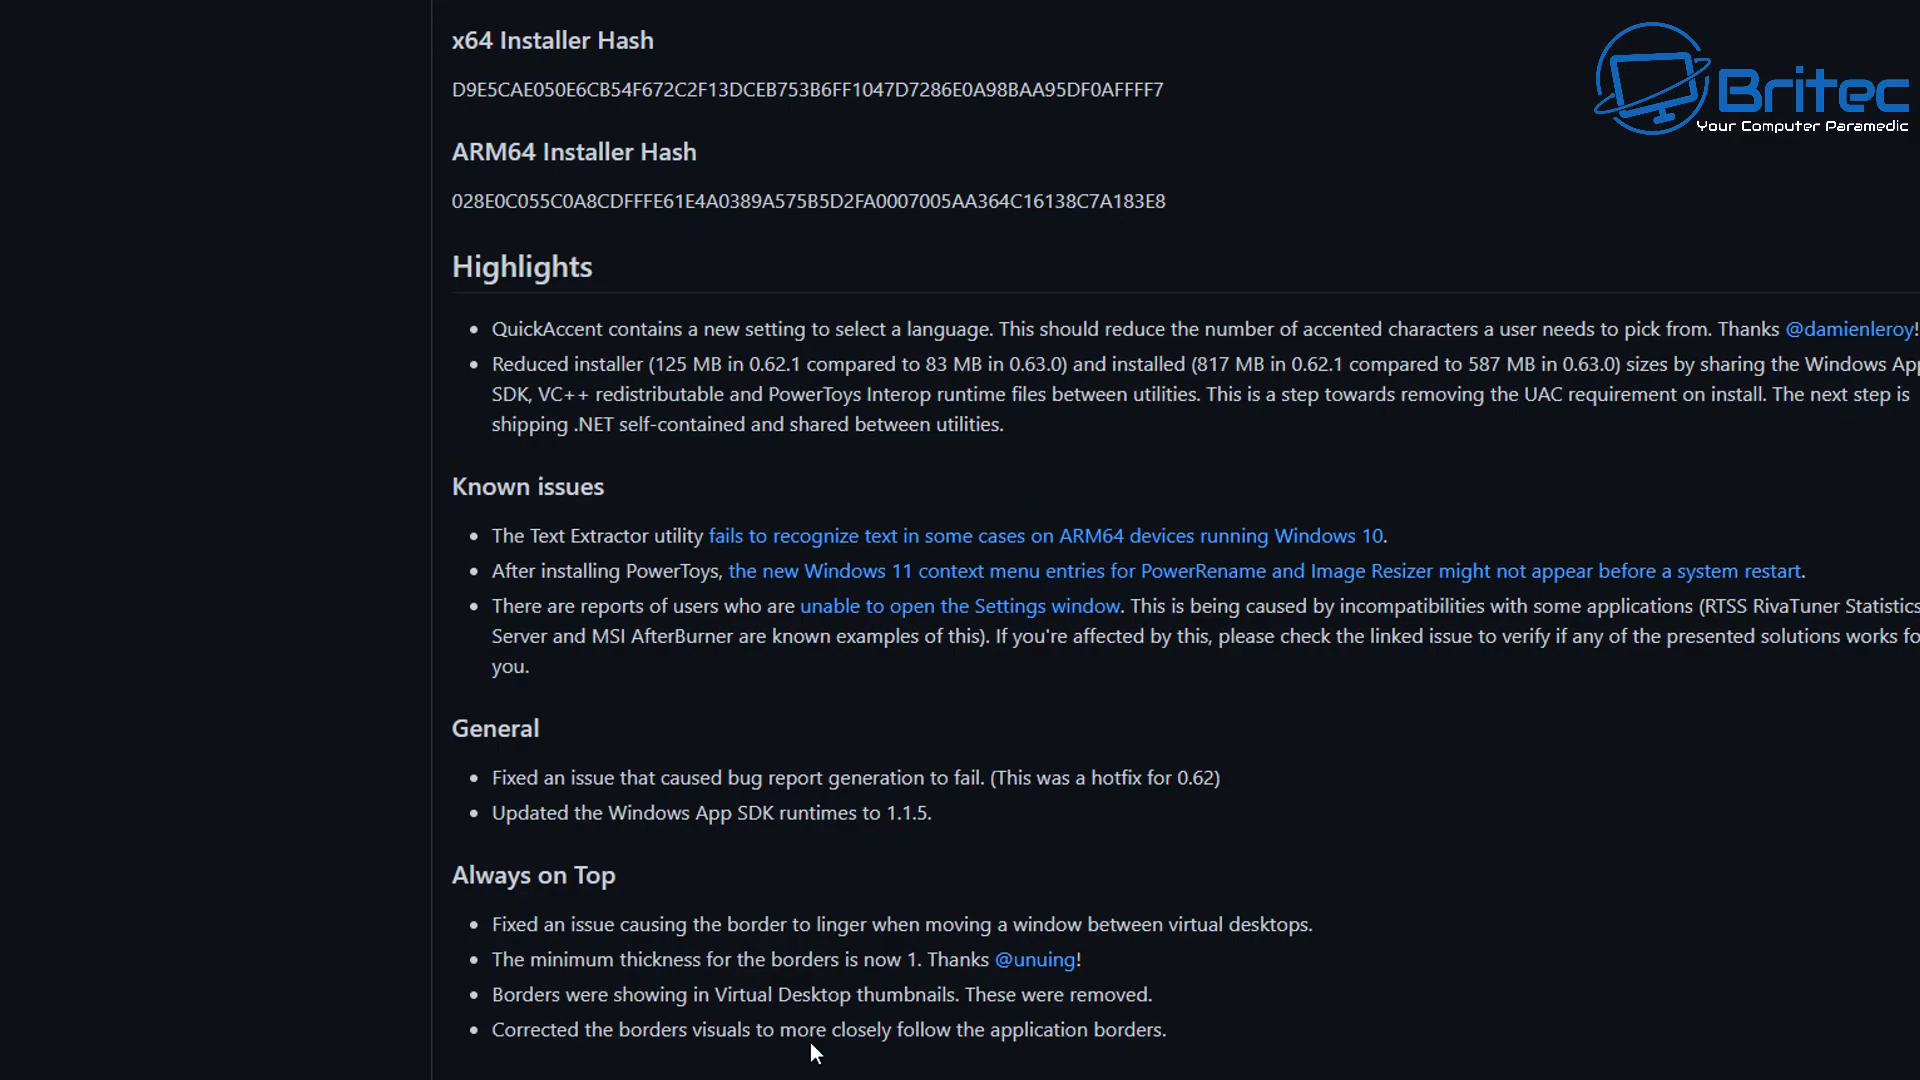 x64 Installer Hash
D9E5CAE050E6CB54F672C2F13DCEB753B6FF1047D7286E0A98BAA95DF0AFFFF7
Britec
Your Computer Paramedic
ARM64 Installer Hash
028E0C055C0A8CDFFFE61E4A0389A575B5D2FA0007005AA364C16138C7A183E8
Highlights
• QuickAccent contains a new setting to select a language. This should reduce the number of accented characters a user needs to pick from. Thanks @damienleroy!
• Reduced installer (125 MB in 0.62.1 compared to 83 MB in 0.63.0) and installed (817 MB in 0.62.1 compared to 587 MB in 0.63.0) sizes by sharing the Windows App
SDK, VC++ redistributable and PowerToys Interop runtime files between utilities. This is a step towards removing the UAC requirement on install. The next step is
shipping .NET self-contained and shared between utilities.
Known issues
• The Text Extractor utility fails to recognize text in some cases on ARM64 devices running Windows 10.
• After installing PowerToys, the new Windows 11 context menu entries for PowerRename and Image Resizer might not appear before a system restart.
• There are reports of users who are unable to open the Settings window. This is being caused by incompatibilities with some applications (RTSS RivaTuner Statistics
Server and MSI AfterBurner are known examples of this). If you're affected by this, please check the linked issue to verify if any of the presented solutions works fo
you.
General
• Fixed an issue that caused bug report generation to fail. (This was a hotfix for 0.62)
• Updated the Windows App SDK runtimes to 1.1.5.
Always on Top
• Fixed an issue causing the border to linger when moving a window between virtual desktops.
• The minimum thickness for the borders is now 1. Thanks @unuing!
• Borders were showing in Virtual Desktop thumbnails. These were removed.
• Corrected the borders visuals to more closely follow the application borders.